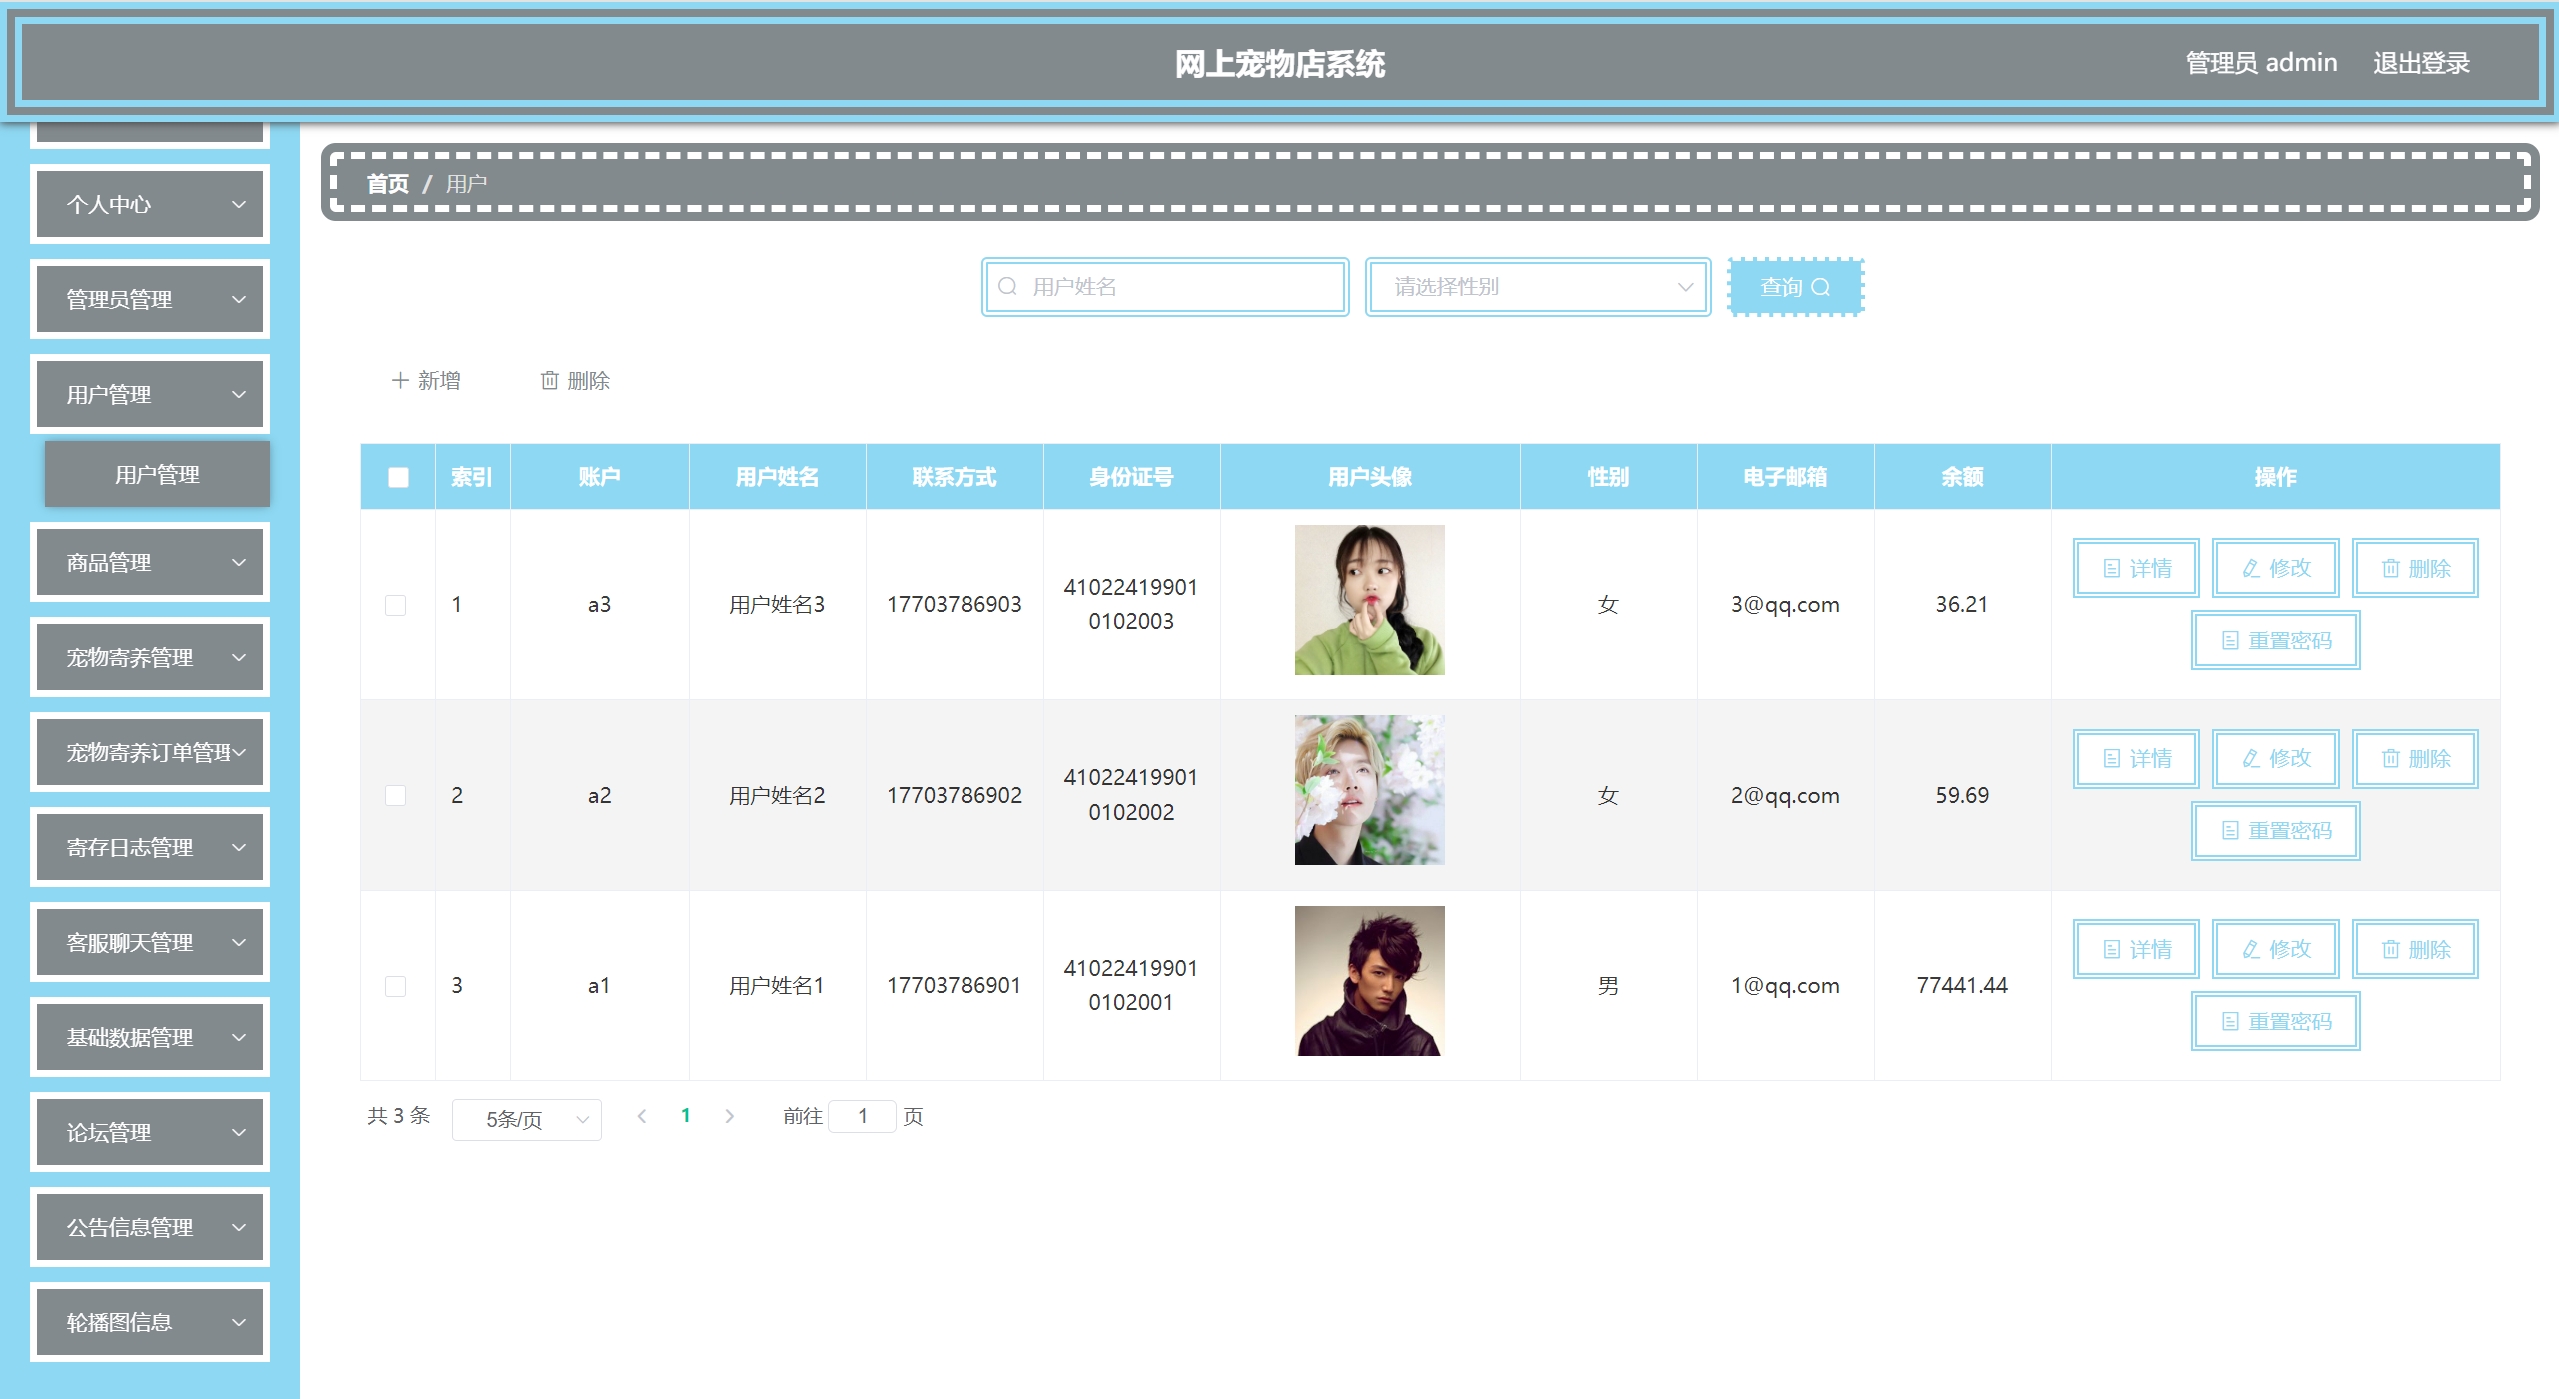 网上宠物店系统
管理员 admin 退出登录
首页 / 用户
个人中心
管理员管理
用户管理
用户管理
商品管理
宠物寄养管理
宠物寄养订单管理
寄存日志管理
客服聊天管理
基础数据管理
论坛管理
公告信息管理
轮播图信息
用户姓名 请选择性别 查询
新增 删除
索引 账户 用户姓名 联系方式 身份证号 用户头像 性别 电子邮箱 余额 操作
1 a3 用户姓名3 17703786903 41022419901 女 3@qq.com 36.21 详情 修改 删除
0102003 重置密码
2 a2 用户姓名2 17703786902 41022419901 女 2@qq.com 59.69 详情 修改 删除
0102002 重置密码
3 a1 用户姓名1 17703786901 41022419901 男 1@qq.com 77441.44 详情 修改 删除
0102001 重置密码
共 3 条 5条/页 1 前往 1 页